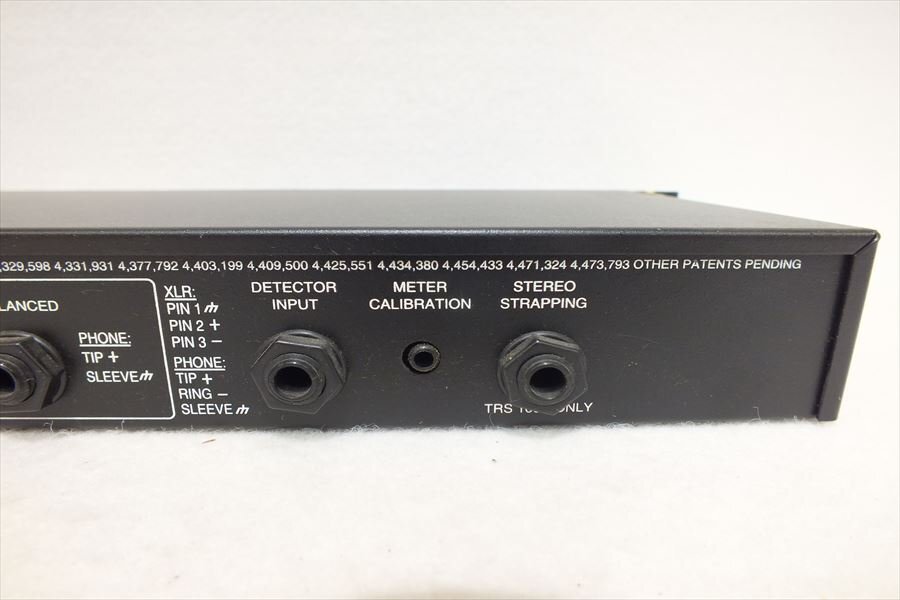 ,329,598 4,331,931 4,377,792 4,403,199 4,409,500 4,425,551 4,434,380 4,454,433 4,471,324 4,473,793 OTHER PATENTS PENDING
LANCED
PHONE:
TIP +
SLEEVE
XLR:
PIN 1
PIN 2 +
PIN 3 –
PHONE:
TIP +
RING –
SLEEVE
DETECTOR
INPUT
METER
CALIBRATION
STEREO
STRAPPING
TRS ONLY